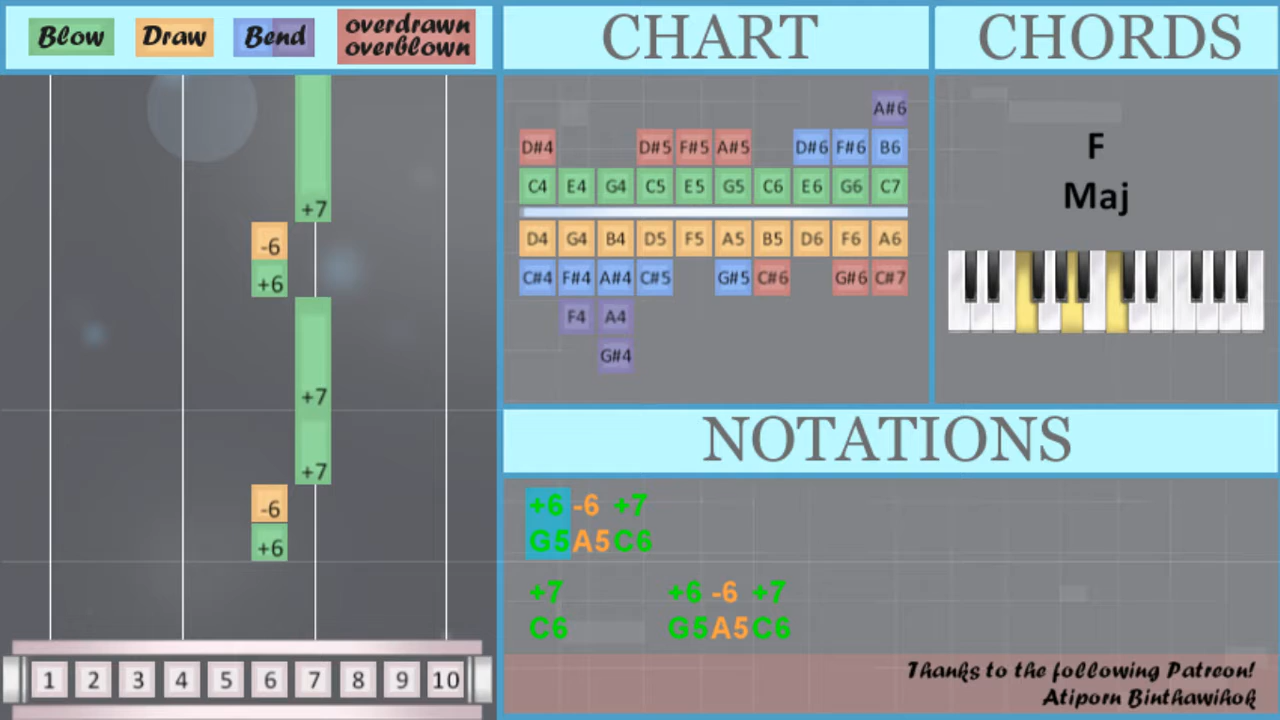 Blow Draw Bend overdrawn
overblown
CHART
CHORDS
+7
-6
+6
+7
+7
-6
+6
1 2 3 4 5 6 7 8 9 10
A#6
D#4 D#5 F#5 A#5 D#6 F#6 B6
C4 E4 G4 C5 E5 G5 C6 E6 G6 C7
D4 G4 B4 D5 F5 A5 B5 D6 F6 A6
C#4 F#4 A#4 C#5 G#5 C#6 G#6 C#7
F4 A4
G#4
F
Maj
NOTATIONS
+6 -6 +7
G5 A5 C6
+7 +6 -6 +7
C6 G5 A5 C6
Thanks to the following Patreon!
Atiporn Binthawihok